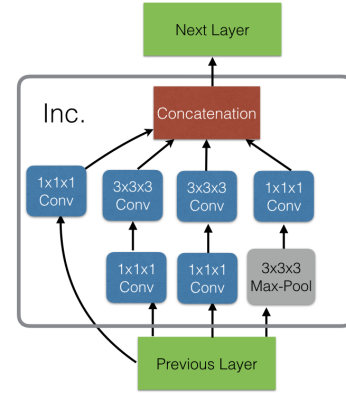 Next Layer
Inc.
Concatenation
1x1x1
Conv
3x3x3
Conv
3x3x3
Conv
1x1x1
Conv
1x1x1
Conv
1x1x1
Conv
3x3x3
Max-Pool
Previous Layer